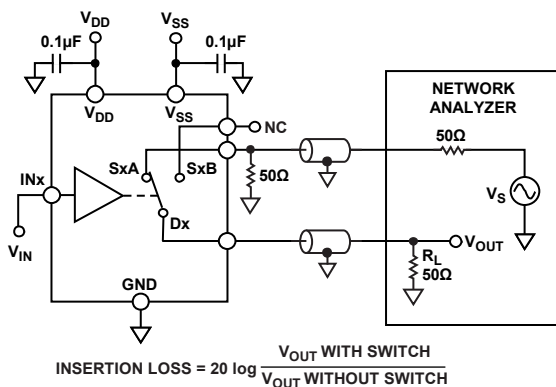 VDD VSS
0.1µF 0.1µF
VDD VSS
NETWORK
ANALYZER
NC
SxA SxB
50Ω
50Ω
INx
VS
Dx
VIN
VOUT
RL
50Ω
GND
INSERTION LOSS = 20 log VOUT WITH SWITCH
VOUT WITHOUT SWITCH